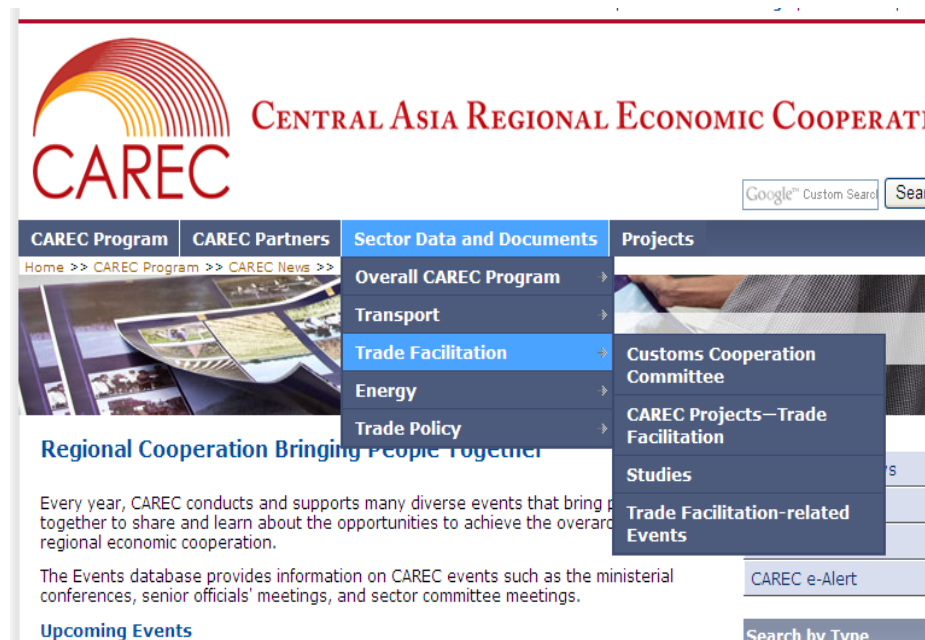 CAREC
CENTRAL ASIA REGIONAL ECONOMIC COOPERATI
Google™ Custom Search
Sear
CAREC Program
CAREC Partners
Sector Data and Documents
Projects
Home >> CAREC Program >> CAREC News >>
Overall CAREC Program
Transport
Trade Facilitation
Energy
Trade Policy
Customs Cooperation
Committee
CAREC Projects—Trade
Facilitation
Studies
Trade Facilitation-related
Events
Regional Cooperation Bringing People Together
Every year, CAREC conducts and supports many diverse events that bring p
together to share and learn about the opportunities to achieve the overarc
regional economic cooperation.
The Events database provides information on CAREC events such as the ministerial
conferences, senior officials' meetings, and sector committee meetings.
Upcoming Events
CAREC e-Alert
Search by Type